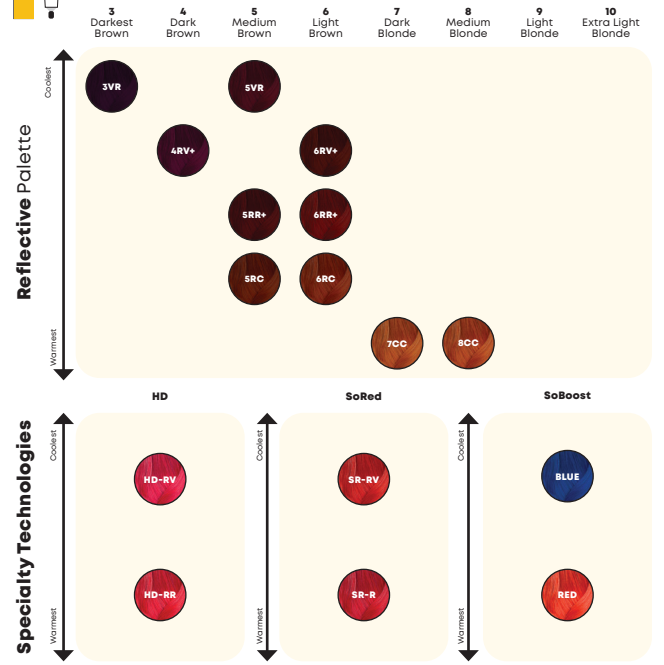 3 4 5 6 7 8 9 10
Darkest Dark Medium Light Dark Medium Light Extra Light
Brown Brown Brown Brown Blonde Blonde Blonde Blonde
Reflective Palette
Coolest
Warmest
3VR 5VR
4RV+ 6RV+
5RR+ 6RR+
5RC 6RC
7CC 8CC
HD SoRed SoBoost
Specialty Technologies
Coolest Coolest Coolest
HD-RV SR-RV BLUE
HD-RR SR-R RED
Warmest Warmest Warmest